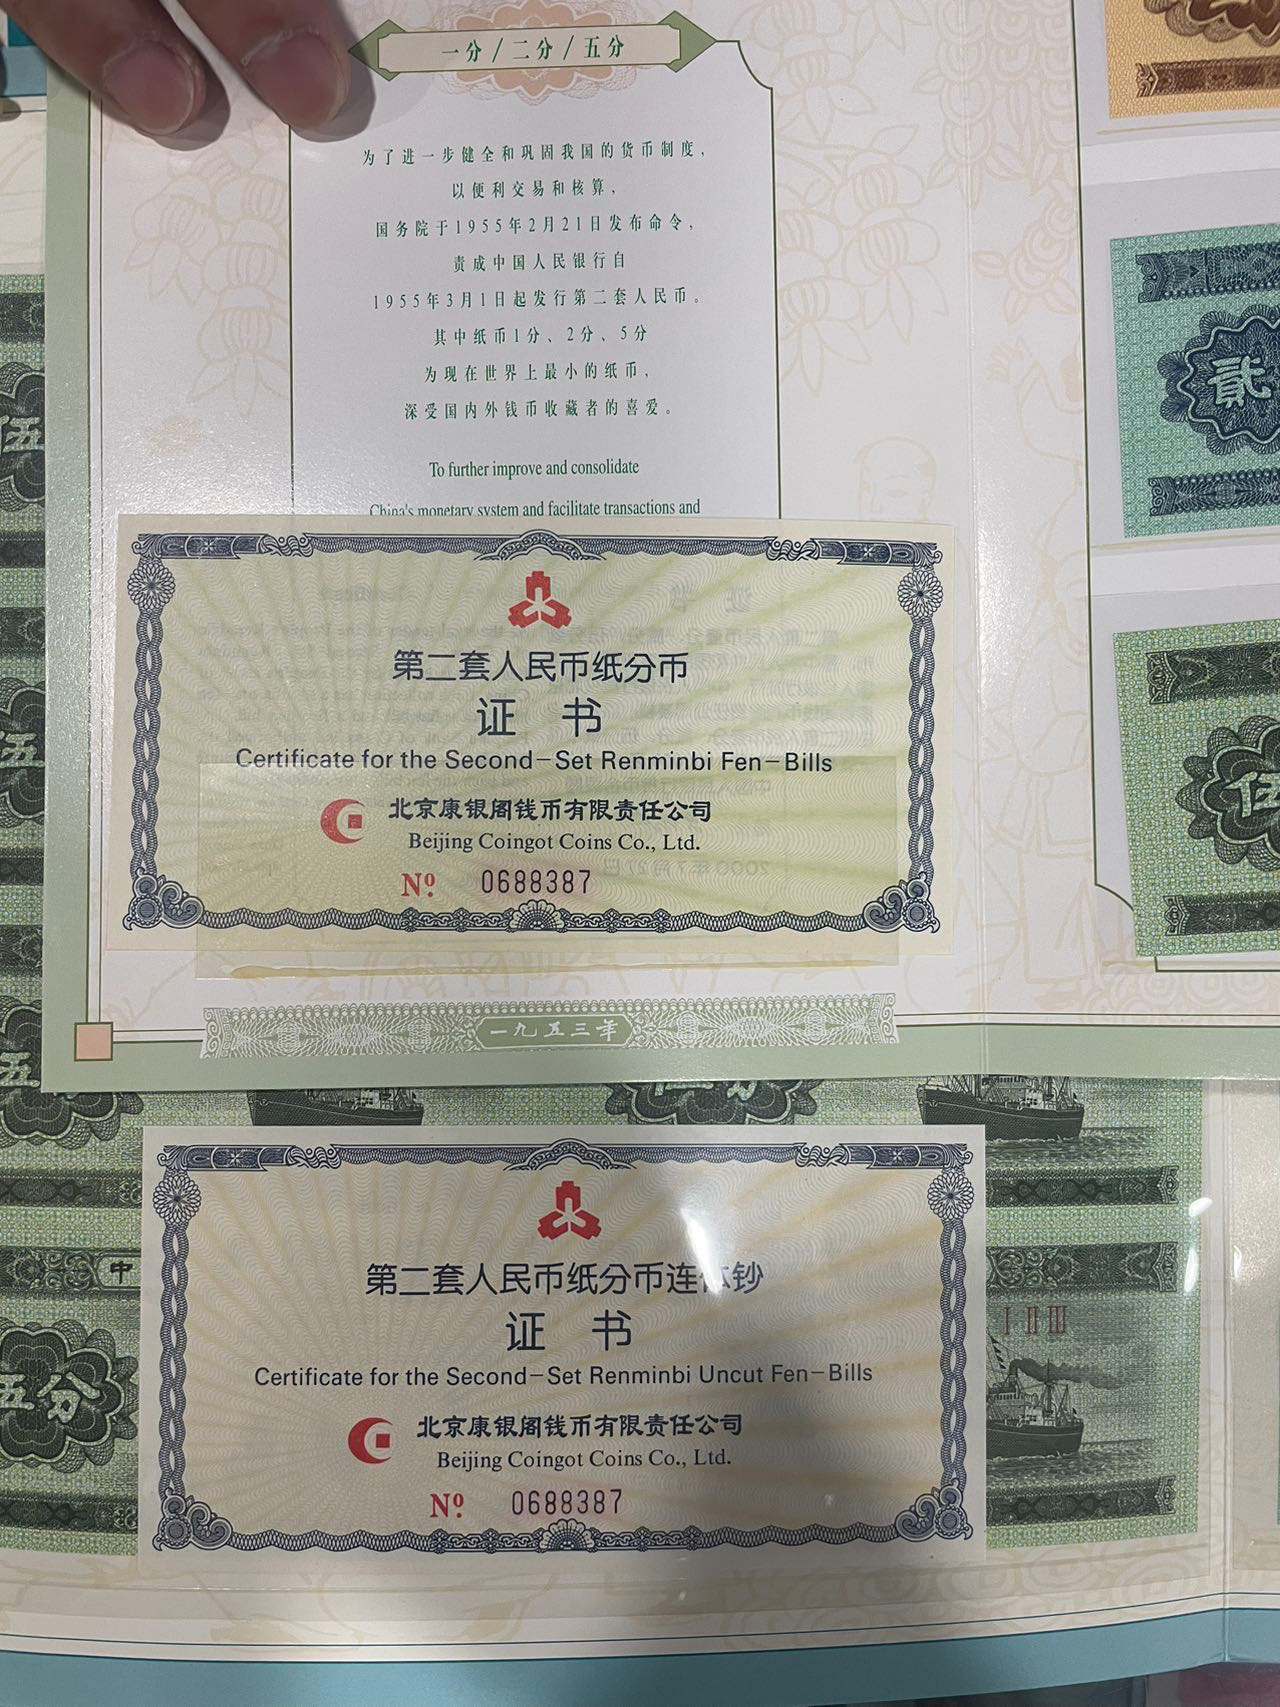 一分/二分/五分
为了进一步健全和巩固我国的货币制度，
以便利交易和核算，
国务院于1955年2月21日发布命令，
责成中国人民银行自
1955年3月1日起发行第二套人民币。
其中纸币1分、2分、5分
为现在世界上最小的纸币，
深受国内外钱币收藏者的喜爱。
To further improve and consolidate
China's monetary system and facilitate transactions and
贰
伍
五
伍
第二套人民币纸分币
证 书
Certificate for the Second-Set Renminbi Fen-Bills
北京康银阁钱币有限责任公司
Beijing Coingot Coins Co., Ltd.
Nº 0688387
一九五三年
五
中
第二套人民币纸分币连体钞
证 书
Certificate for the Second-Set Renminbi Uncut Fen-Bills
北京康银阁钱币有限责任公司
Beijing Coingot Coins Co., Ltd.
Nº 0688387
五分
I II III